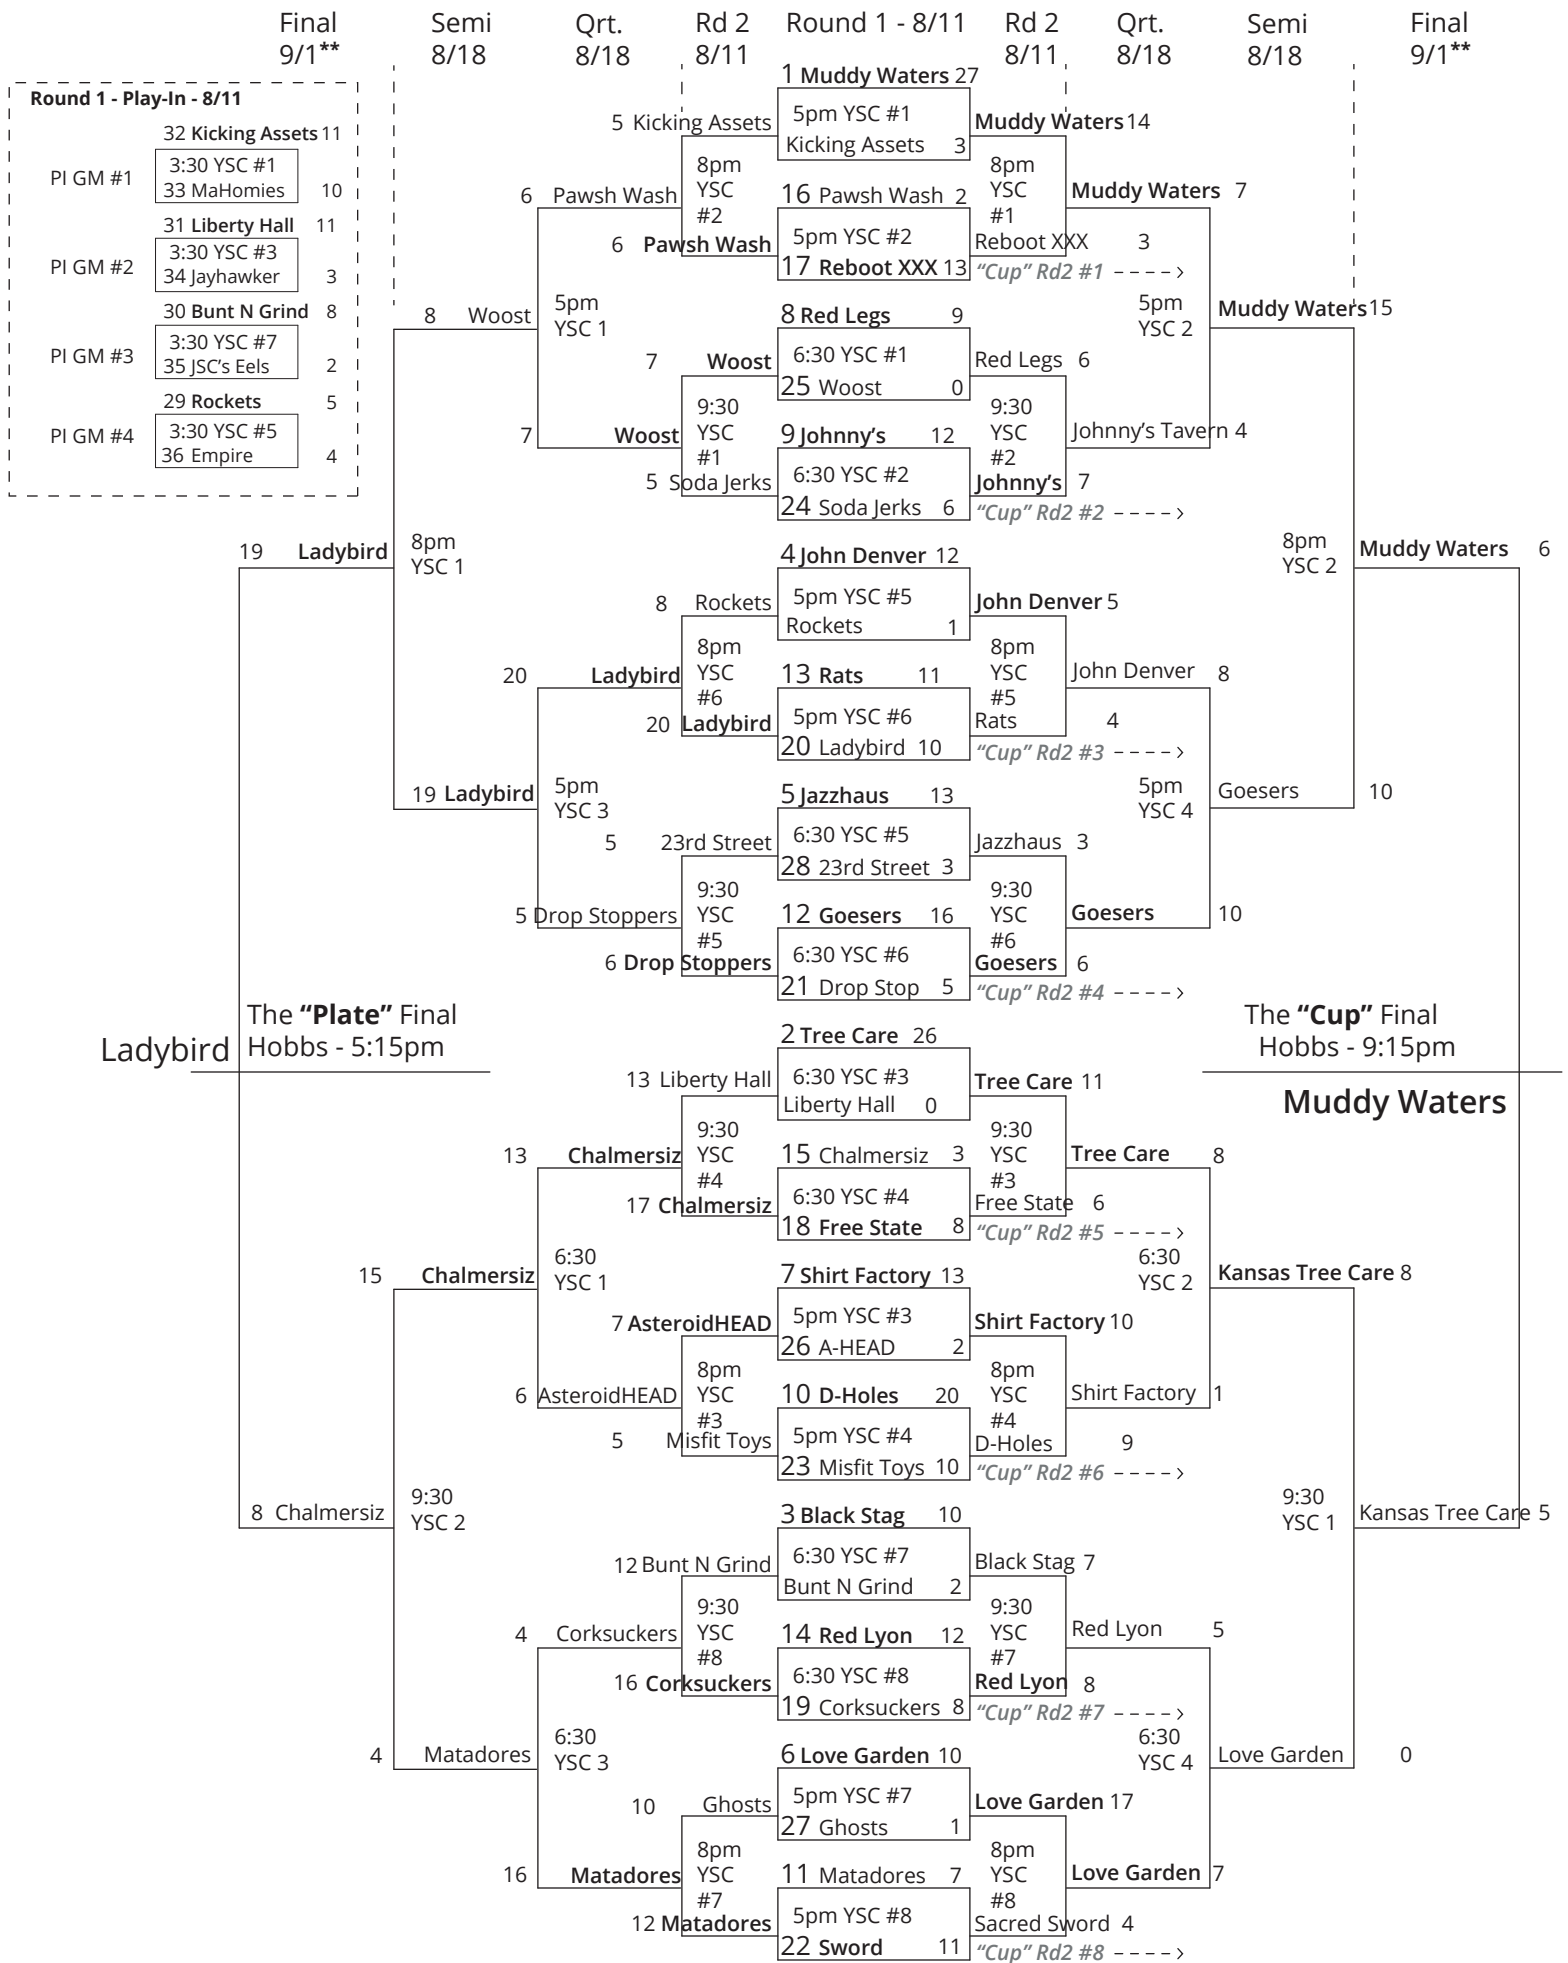 Final Semi Qrt. Rd 2 Round 1 - 8/11 Rd 2 Qrt. Semi Final
9/1** 8/18 8/18 8/11 8/11 8/18 8/18 9/1**
Round 1 - Play-In - 8/11
32 Kicking Assets 11
PI GM #1 3:30 YSC #1
33 MaHomies 10
31 Liberty Hall 11
PI GM #2 3:30 YSC #3
34 Jayhawker 3
30 Bunt N Grind 8
PI GM #3 3:30 YSC #7
35 JSC's Eels 2
29 Rockets 5
PI GM #4 3:30 YSC #5
36 Empire 4
19 Ladybird
Ladybird
The "Plate" Final
Hobbs - 5:15pm
8 Chalmersiz
8 Woost
8pm
YSC 1
19 Ladybird
15 Chalmersiz
9:30
YSC 2
4 Matadores
6 Pawsh Wash
5pm
YSC 1
7 Woost
20 Ladybird
5pm
YSC 3
5 Drop Stoppers
13 Chalmersiz
6:30
YSC 1
6 AsteroidHEAD
4 Corksuckers
6:30
YSC 3
16 Matadores
5 Kicking Assets
8pm
YSC
#2
6 Pawsh Wash
7 Woost
9:30
YSC
#1
5 Soda Jerks
8 Rockets
8pm
YSC
#6
20 Ladybird
5 23rd Street
9:30
YSC
#5
6 Drop Stoppers
13 Liberty Hall
9:30
YSC
#4
17 Chalmersiz
7 AsteroidHEAD
8pm
YSC
#3
5 Misfit Toys
12 Bunt N Grind
9:30
YSC
#8
16 Corksuckers
10 Ghosts
8pm
YSC
#7
12 Matadores
1 Muddy Waters 27
5pm YSC #1
Kicking Assets 3
16 Pawsh Wash 2
5pm YSC #2
17 Reboot XXX 13
8 Red Legs 9
6:30 YSC #1
25 Woost 0
9 Johnny's 12
6:30 YSC #2
24 Soda Jerks 6
4 John Denver 12
5pm YSC #5
Rockets 1
13 Rats 11
5pm YSC #6
20 Ladybird 10
5 Jazzhaus 13
6:30 YSC #5
28 23rd Street 3
12 Goesers 16
6:30 YSC #6
21 Drop Stop 5
2 Tree Care 26
6:30 YSC #3
Liberty Hall 0
15 Chalmersiz 3
6:30 YSC #4
18 Free State 8
7 Shirt Factory 13
5pm YSC #3
26 A-HEAD 2
10 D-Holes 20
5pm YSC #4
23 Misfit Toys 10
3 Black Stag 10
6:30 YSC #7
Bunt N Grind 2
14 Red Lyon 12
6:30 YSC #8
19 Corksuckers 8
6 Love Garden 10
5pm YSC #7
27 Ghosts 1
11 Matadores 7
5pm YSC #8
22 Sword 11
Muddy Waters 14
8pm
YSC
#1
Reboot XXX 3
"Cup" Rd2 #1
Red Legs 6
9:30
YSC
#2
Johnny's 7
"Cup" Rd2 #2
John Denver 5
8pm
YSC
#5
Rats 4
"Cup" Rd2 #3
Jazzhaus 3
9:30
YSC
#6
Goesers 6
"Cup" Rd2 #4
Tree Care 11
9:30
YSC
#3
Free State 6
"Cup" Rd2 #5
Shirt Factory 10
8pm
YSC
#4
D-Holes 9
"Cup" Rd2 #6
Black Stag 7
9:30
YSC
#7
Red Lyon 8
"Cup" Rd2 #7
Love Garden 17
8pm
YSC
#8
Sacred Sword 4
"Cup" Rd2 #8
Muddy Waters 7
5pm
YSC 2
Johnny's Tavern 4
John Denver 8
5pm
YSC 4
Goesers 10
Tree Care 8
6:30
YSC 2
Shirt Factory 1
Red Lyon 5
6:30
YSC 4
Love Garden 7
Muddy Waters 15
8pm
YSC 2
Goesers 10
Kansas Tree Care 8
9:30
YSC 1
Love Garden 0
Muddy Waters 6
The "Cup" Final
Hobbs - 9:15pm
Muddy Waters
Kansas Tree Care 5